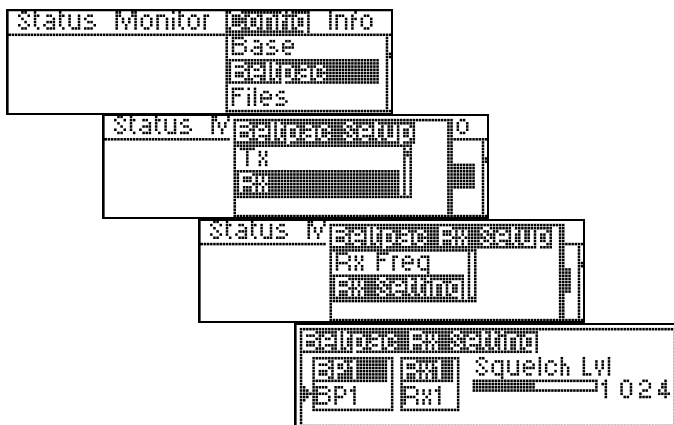 Status Monitor Config Info
Base
Beltpac
Files
Status M Beltpac Setup o
Tx
Rx
Status M Beltpac Rx Setup
Rx Freq
Rx Setting
Beltpac Rx Setting
BP1 Rx1 Squelch Lvl
BP1 Rx1 1024